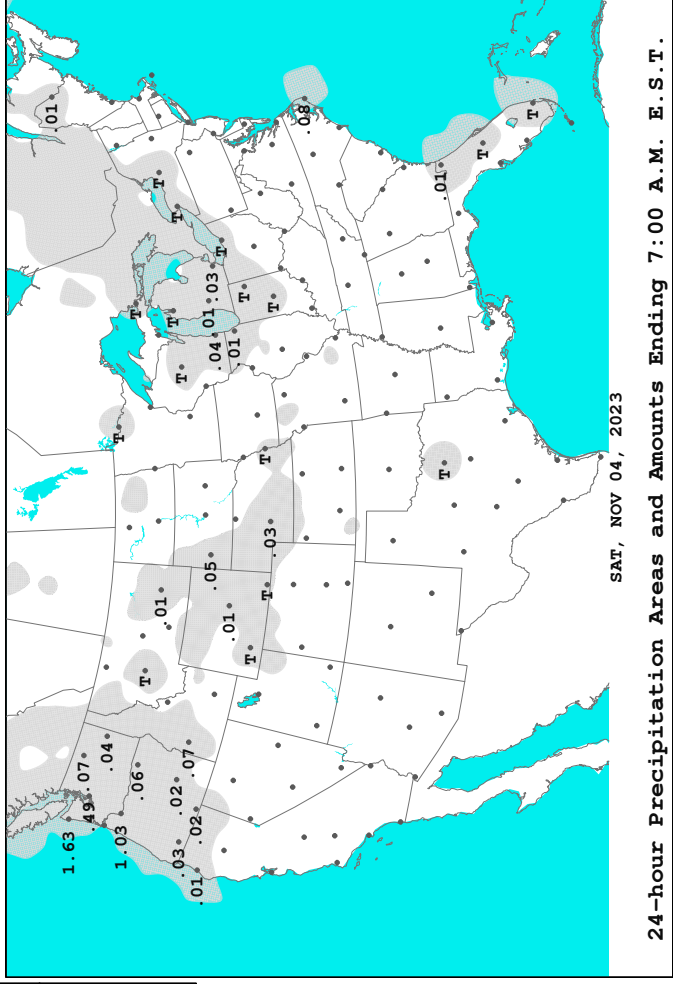 .01
1.63
.07
.49
.04
T
1.03
T
.06
T
T
.01
T
T
.03
.02
T
.07
.01
.02
.01
.05
.03
.04
T
.01
.01
T
T
T
T
.03
T
.08
.01
T
T
T
SAT, NOV 04, 2023
24-hour Precipitation Areas and Amounts Ending 7:00 A.M. E.S.T.